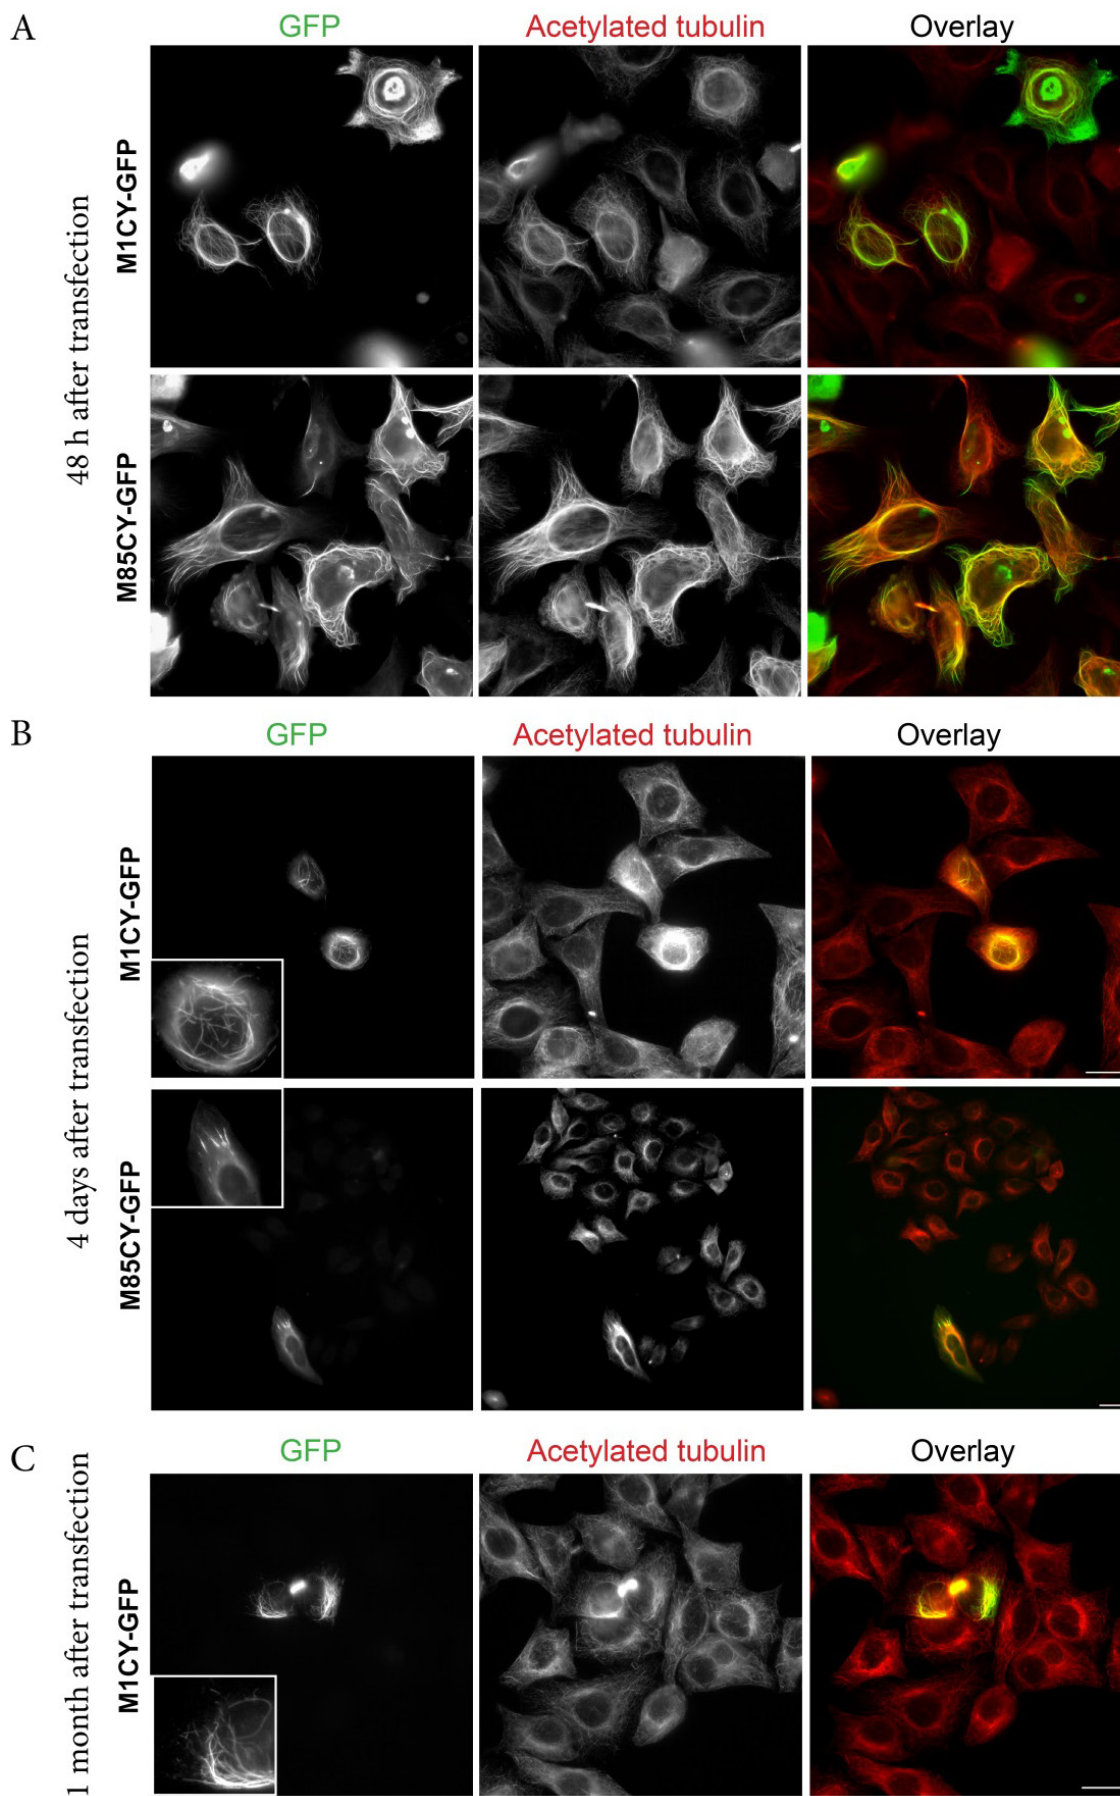 A
GFP Acetylated tubulin Overlay
48 h after transfection
M1CY-GFP
M85CY-GFP
B
GFP Acetylated tubulin Overlay
4 days after transfection
M1CY-GFP
M85CY-GFP
C
GFP Acetylated tubulin Overlay
1 month after transfection
M1CY-GFP